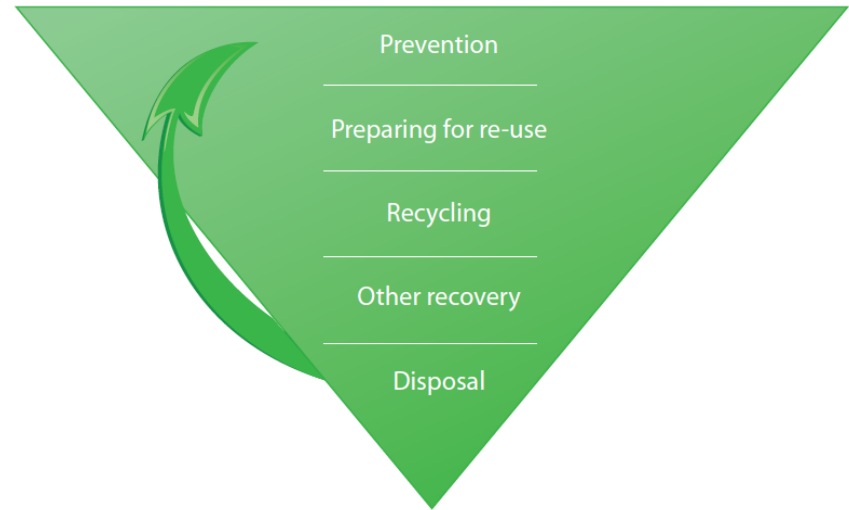 Prevention
Preparing for re-use
Recycling
Other recovery
Disposal